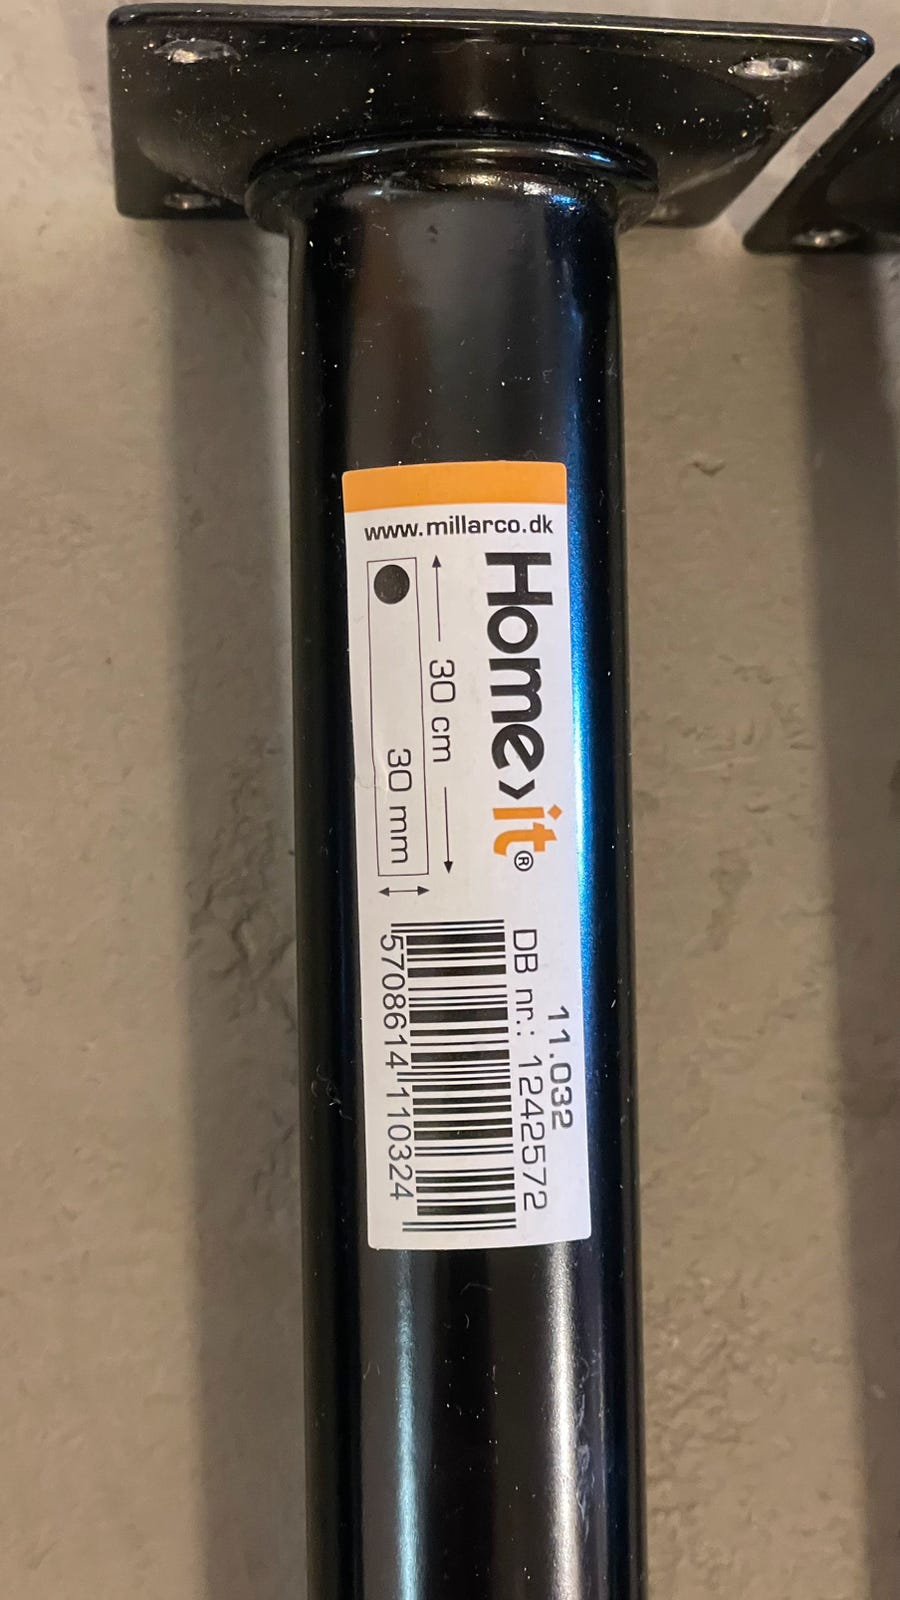 www.millarco.dk
Home>it®
30 cm
30 mm
11.032
DB nr.: 1242572
5708614110324